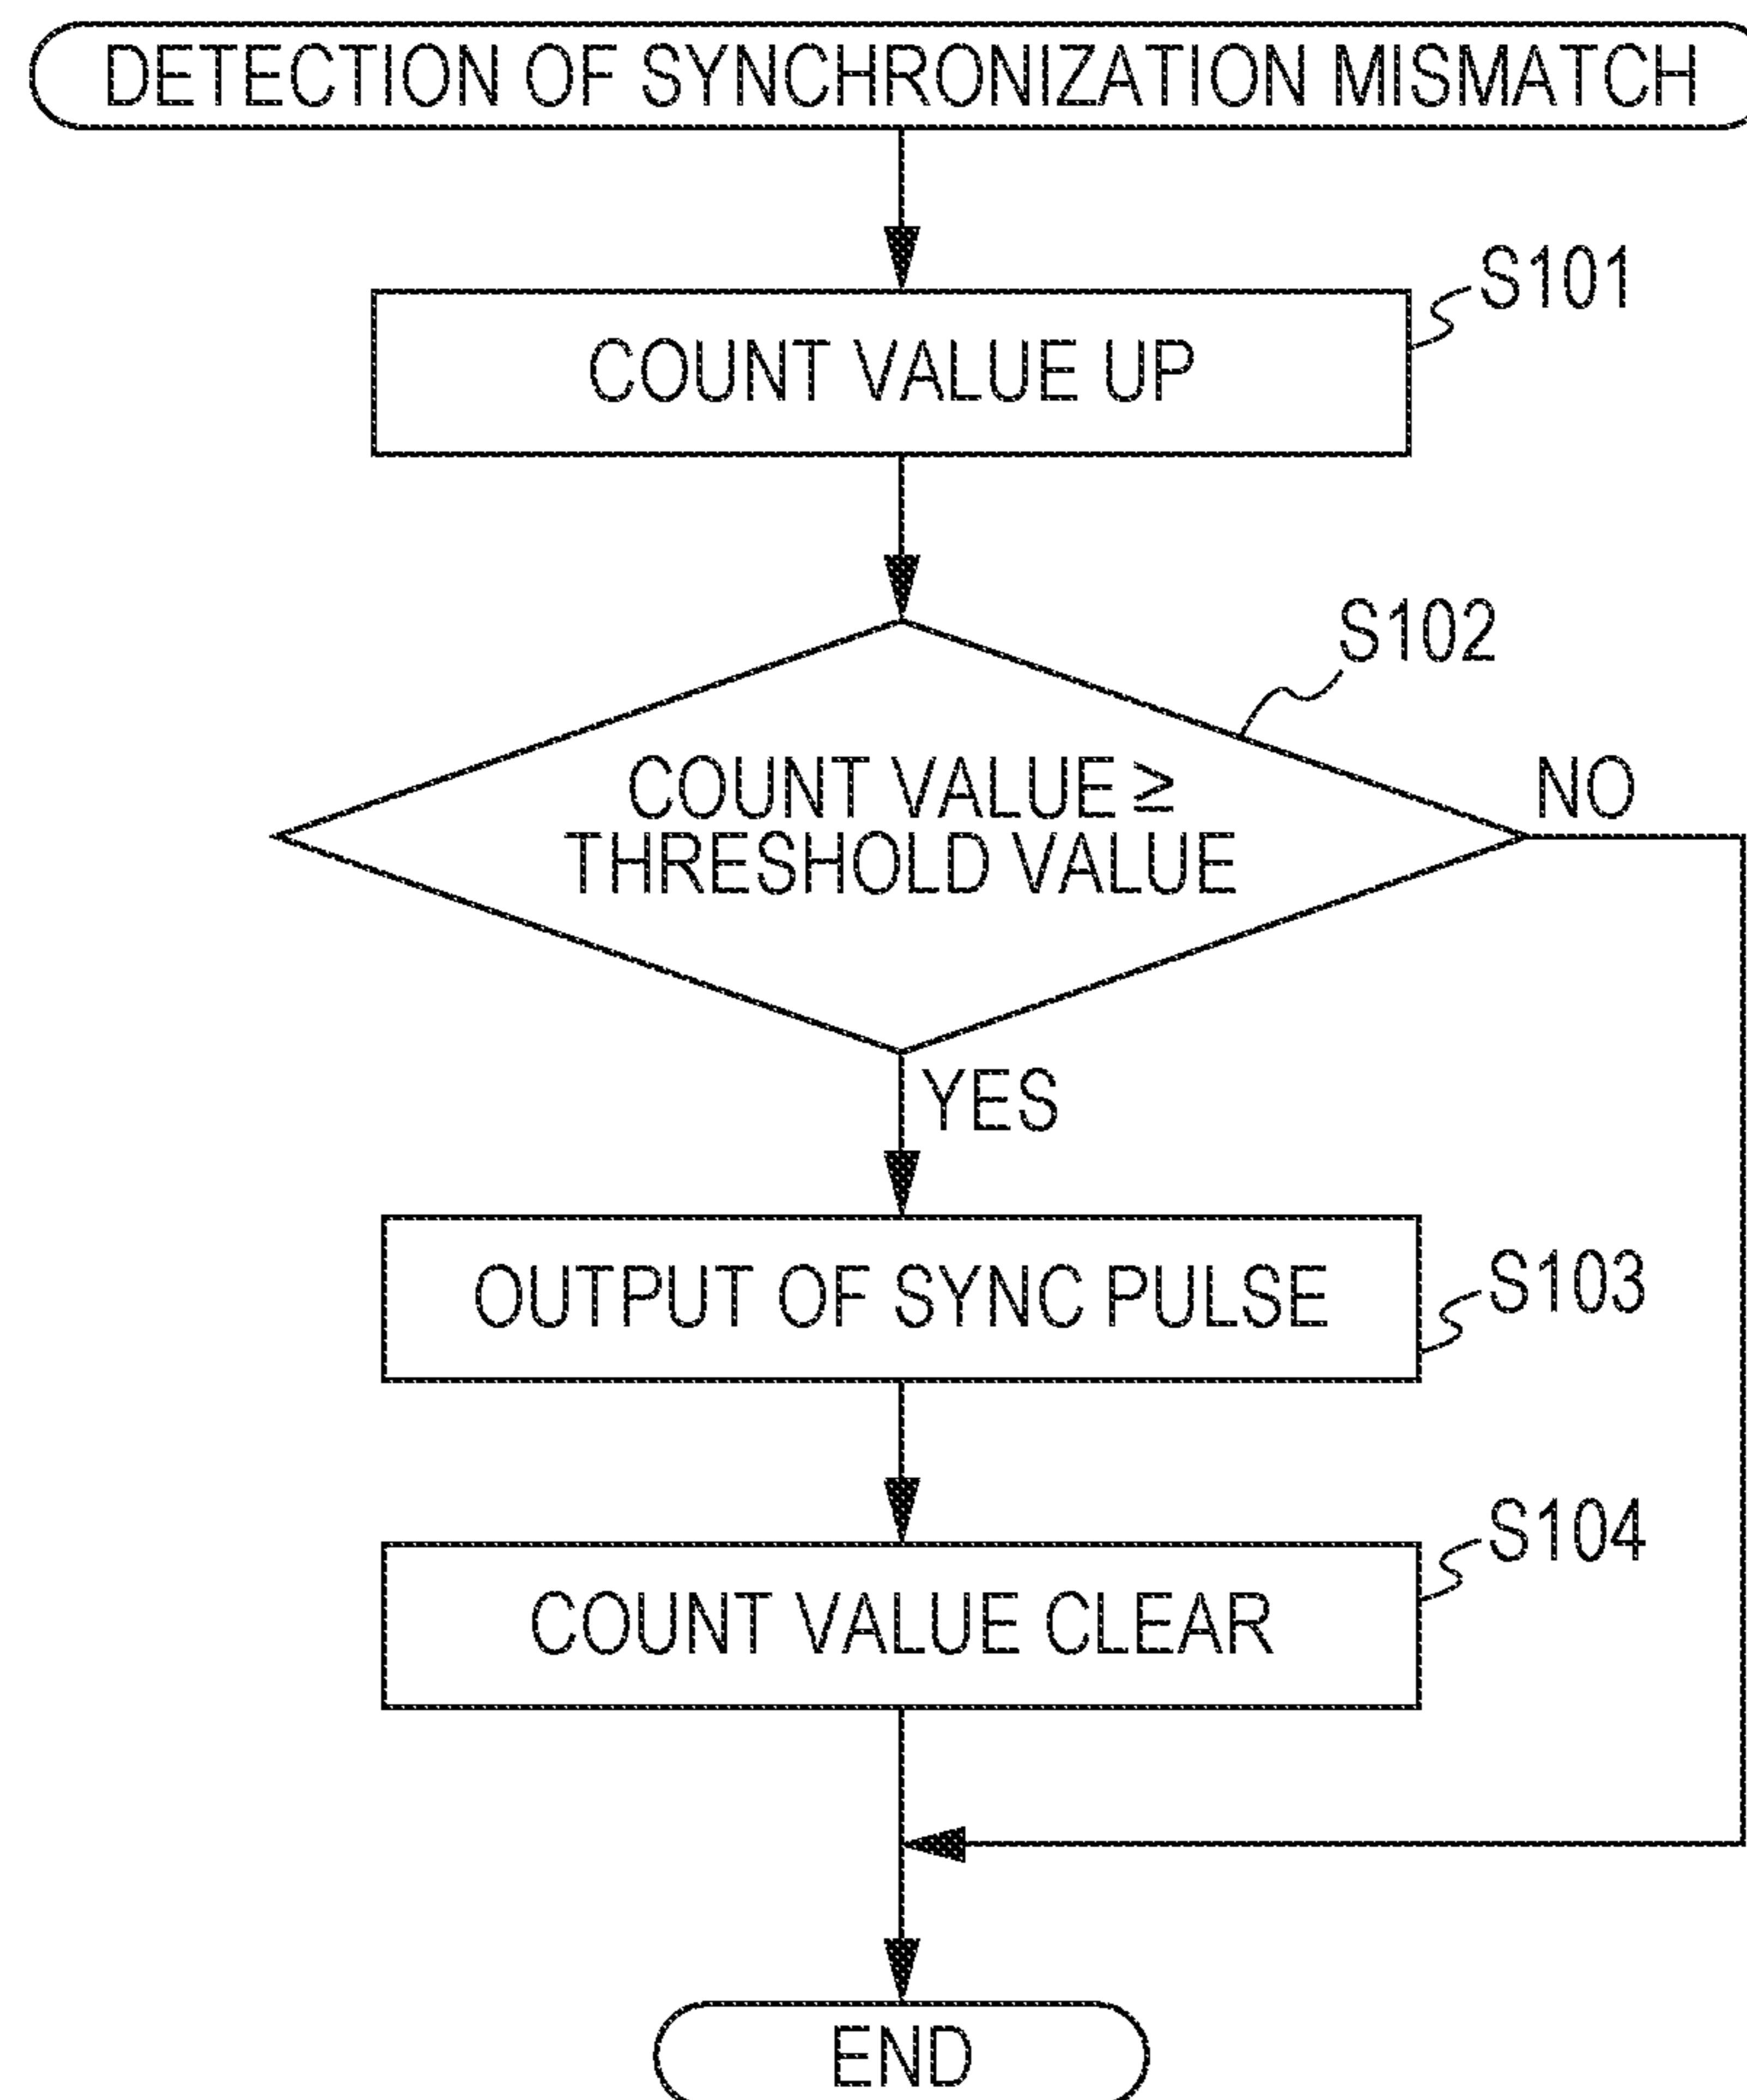 DETECTION OF SYNCHRONIZATION MISMATCH
S101
COUNT VALUE UP
S102
COUNT VALUE ≥
THRESHOLD VALUE
NO
YES
OUTPUT OF SYNC PULSE
S103
COUNT VALUE CLEAR
S104
END